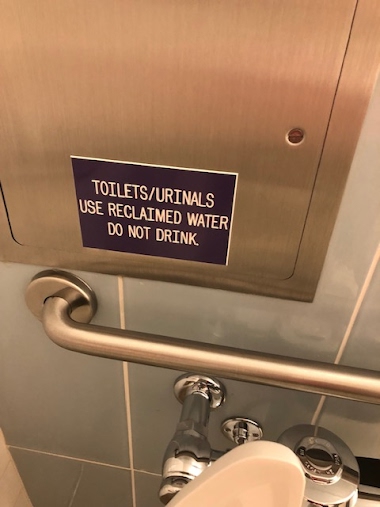 TOILETS/URINALS
USE RECLAIMED WATER
DO NOT DRINK.